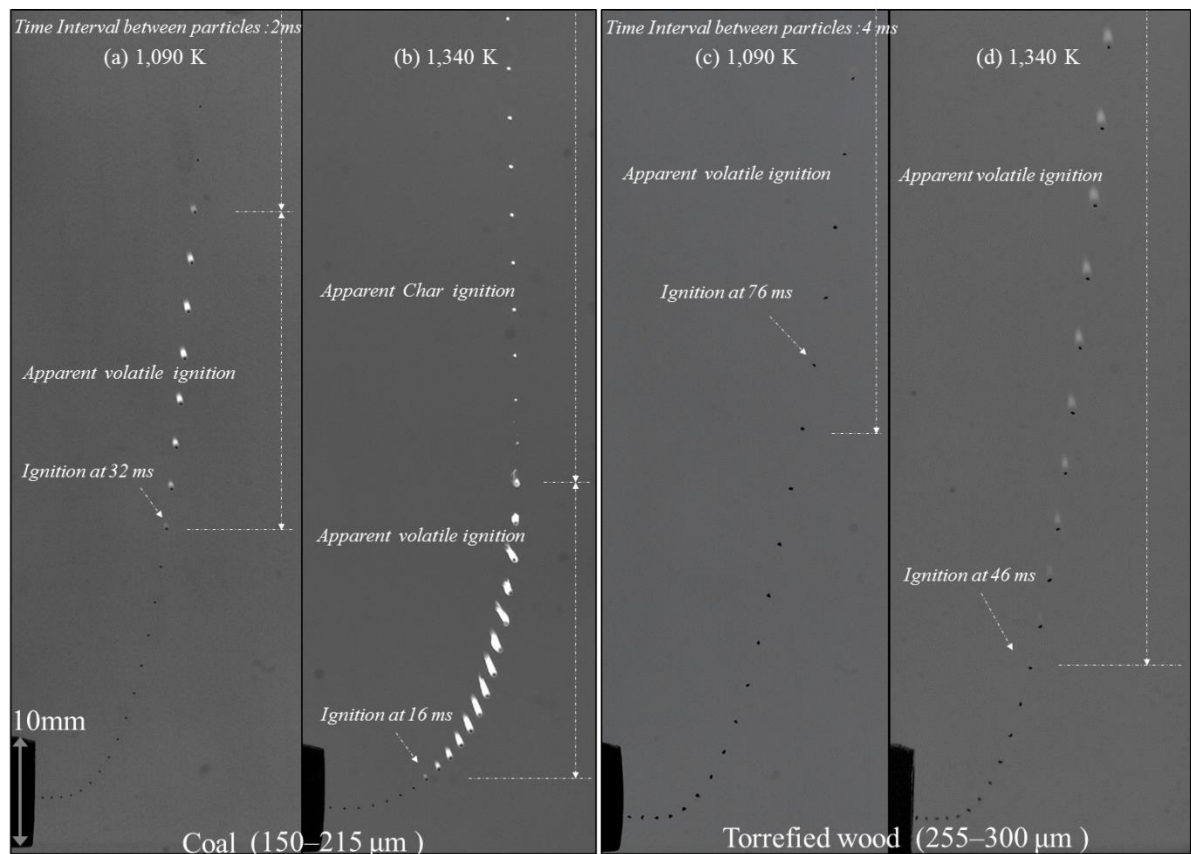 Time Interval between particles :2ms
(a) 1,090 K
(b) 1,340 K
Apparent Char ignition
Apparent volatile ignition
Ignition at 32 ms
Apparent volatile ignition
Ignition at 16 ms
10mm
Coal (150–215 μm )
Time Interval between particles :4 ms
(c) 1,090 K
(d) 1,340 K
Apparent volatile ignition
Apparent volatile ignition
Ignition at 76 ms
Ignition at 46 ms
Torrefied wood (255–300 μm )